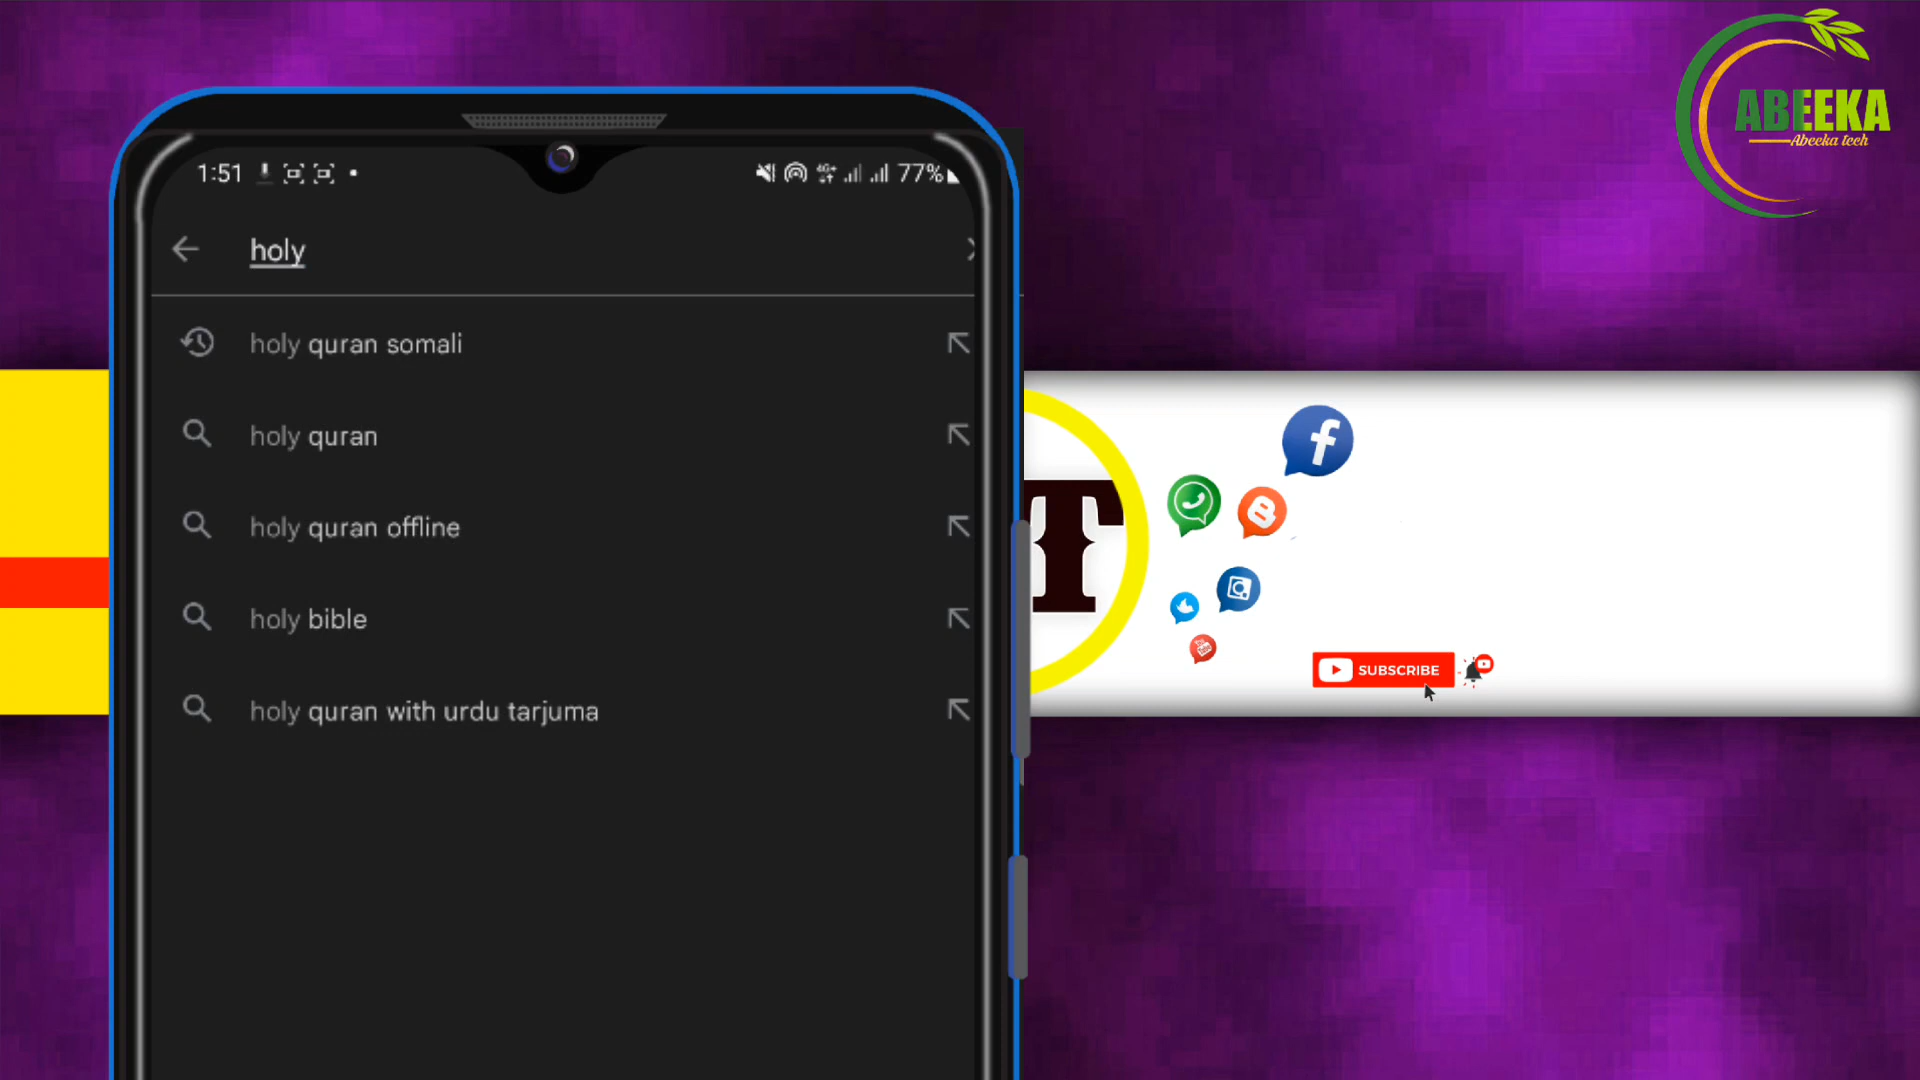 ABEEKA
Abeeka tech
1:51
4G+
77%
holy
holy quran somali
holy quran
holy quran offline
holy bible
holy quran with urdu tarjuma
T
SUBSCRIBE